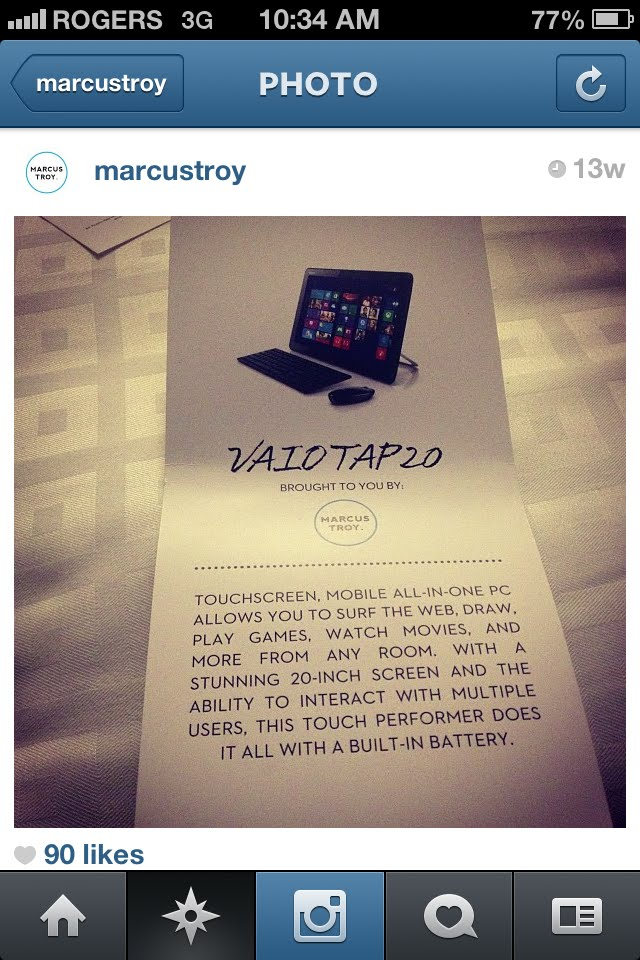 ROGERS 3G 10:34 AM 77%
marcustroy PHOTO
MARCUS
TROY.
marcustroy 13w
VAIO TAP 20
BROUGHT TO YOU BY:
MARCUS
TROY.
TOUCHSCREEN, MOBILE ALL-IN-ONE PC
ALLOWS YOU TO SURF THE WEB, DRAW,
PLAY GAMES, WATCH MOVIES, AND
MORE FROM ANY ROOM. WITH A
STUNNING 20-INCH SCREEN AND THE
ABILITY TO INTERACT WITH MULTIPLE
USERS, THIS TOUCH PERFORMER DOES
IT ALL WITH A BUILT-IN BATTERY.
90 likes